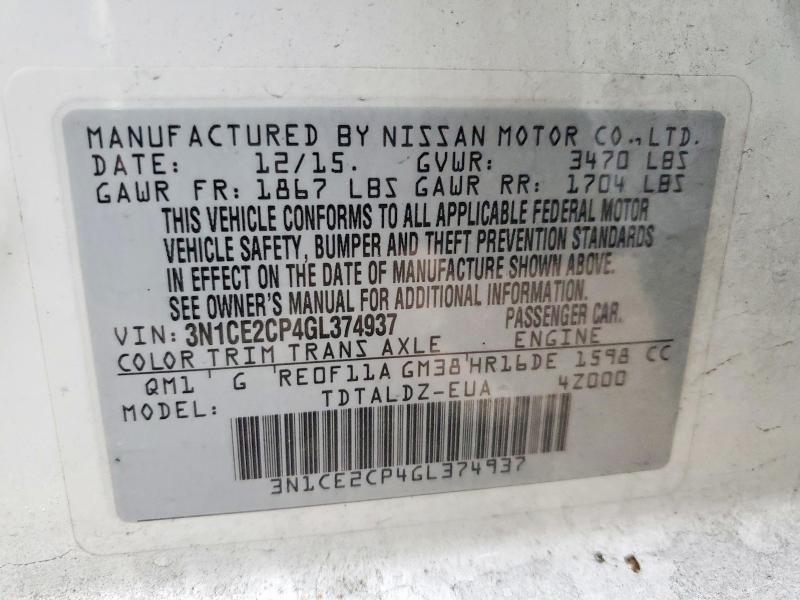 MANUFACTURED BY NISSAN MOTOR CO., LTD.
DATE: 12/15. GVWR: 3470 LBS
GAWR FR: 1867 LBS GAWR RR: 1704 LBS
THIS VEHICLE CONFORMS TO ALL APPLICABLE FEDERAL MOTOR
VEHICLE SAFETY, BUMPER AND THEFT PREVENTION STANDARDS
IN EFFECT ON THE DATE OF MANUFACTURE SHOWN ABOVE.
SEE OWNER'S MANUAL FOR ADDITIONAL INFORMATION.
VIN: 3N1CE2CP4GL374937 PASSENGER CAR.
COLOR TRIM TRANS AXLE ENGINE
QM1 G RE0F11A GM38 HR16DE 1598 CC
MODEL: TDTALDZ-EUA 4Z000
3N1CE2CP4GL374937